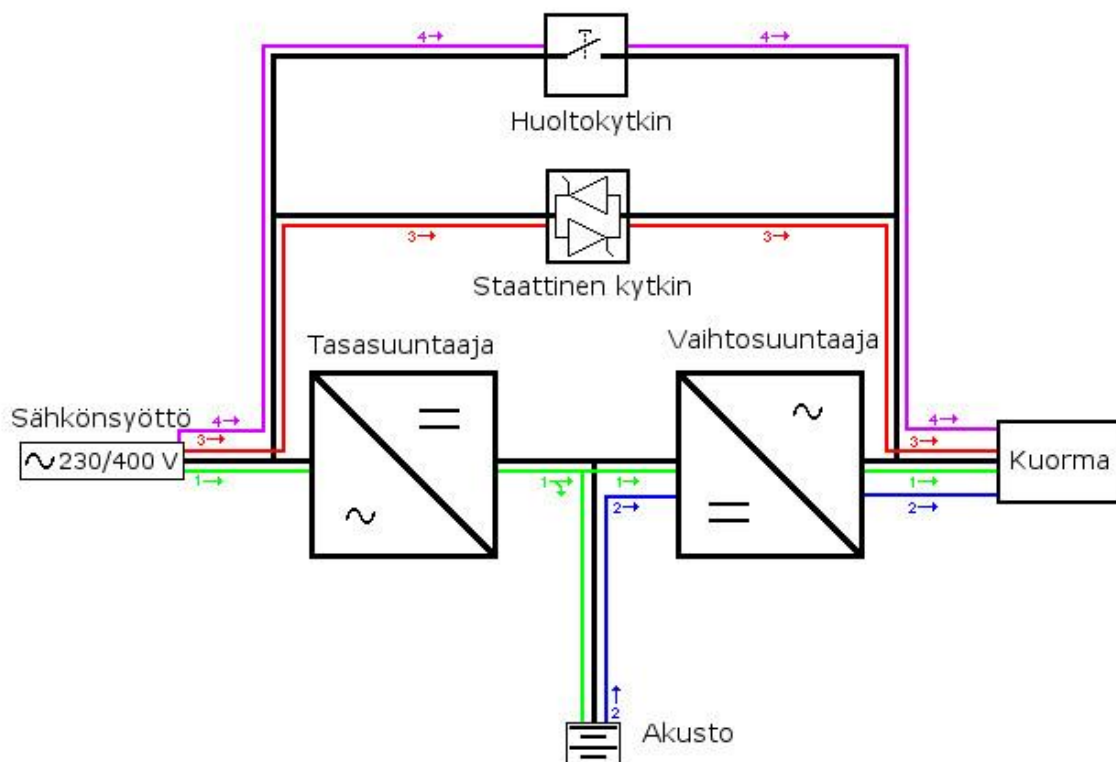 4→ 4→
Huoltokytkin
3→ 3→
Staattinen kytkin
Tasasuuntaaja Vaihtosuuntaaja
Sähkönsyöttö
4→ 4→
3→ 3→
~230/400 V Kuorma
1→ 1→ 1→ 1→
2→ 2→
2
Akusto